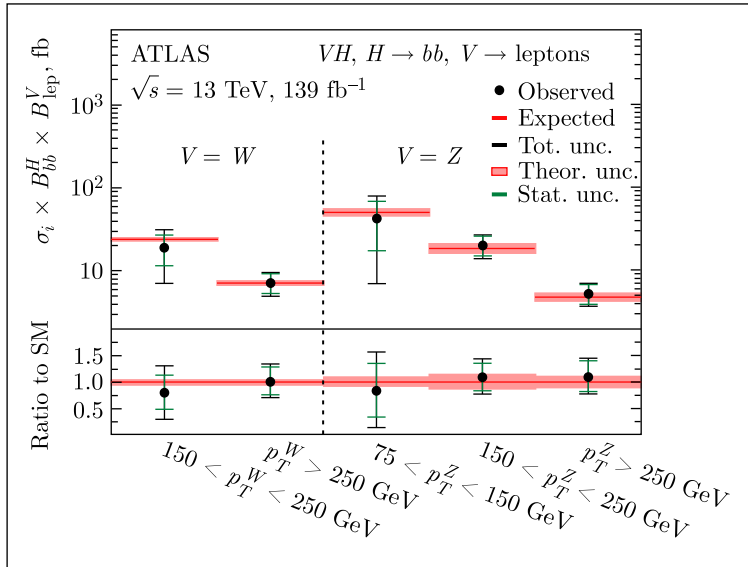 ATLAS
VH, H → bb, V → leptons
√s = 13 TeV, 139 fb⁻¹
Observed
Expected
Tot. unc.
Theor. unc.
Stat. unc.
V = W
V = Z
σᵢ × B^H_bb × B^V_lep, fb
10³
10²
10
Ratio to SM
1.5
1.0
0.5
150 < p_T^W < 250 GeV
p_T^W > 250 GeV
75 < p_T^Z < 150 GeV
150 < p_T^Z < 250 GeV
p_T^Z > 250 GeV